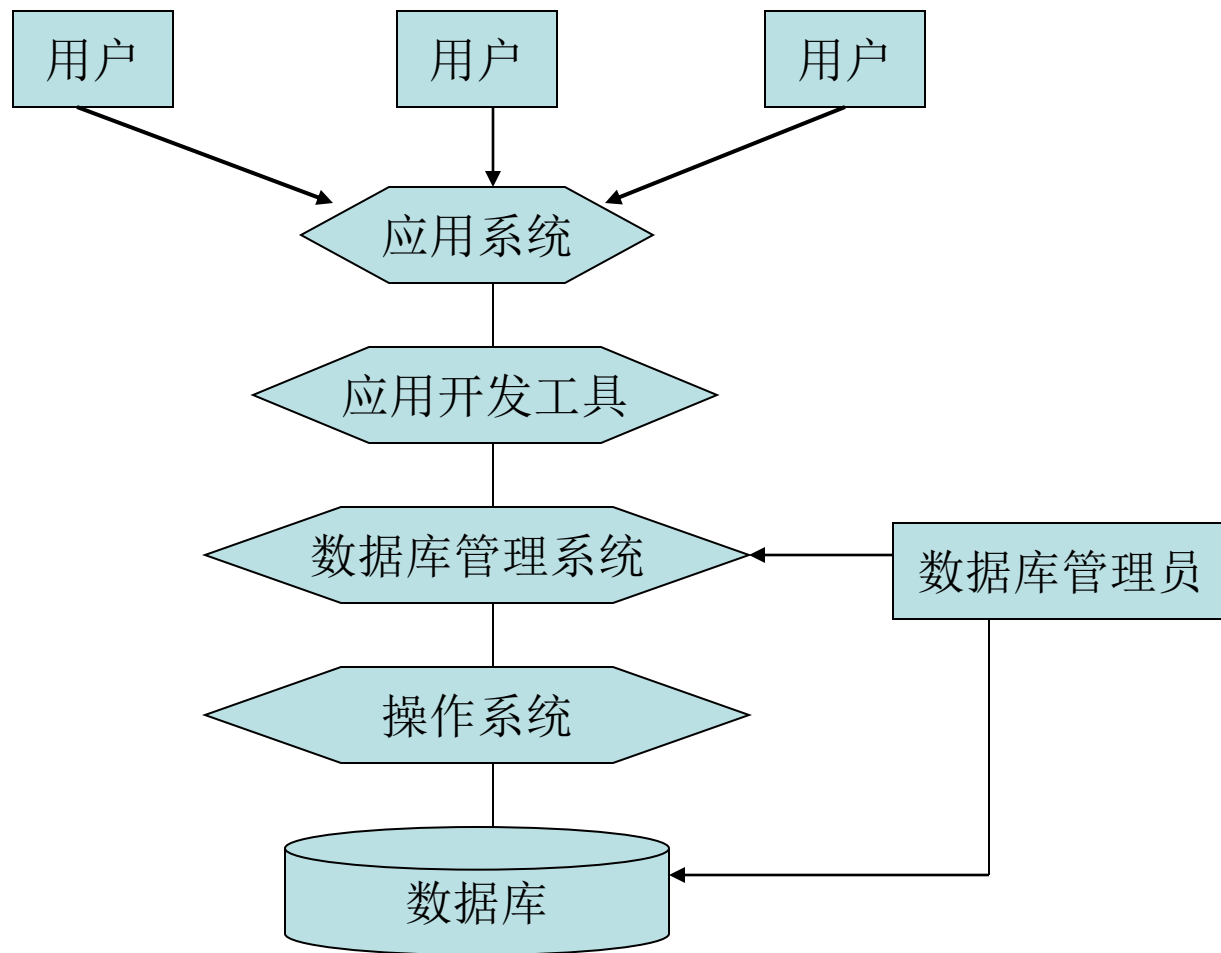 用户
用户
用户
应用系统
应用开发工具
数据库管理系统
数据库管理员
操作系统
数据库